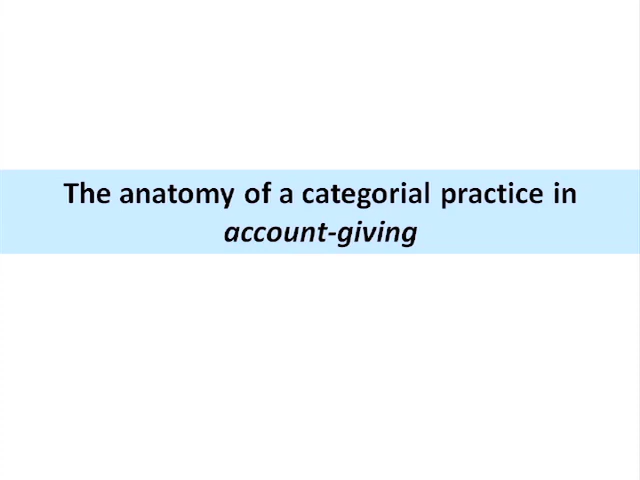 The anatomy of a categorial practice in
account-giving